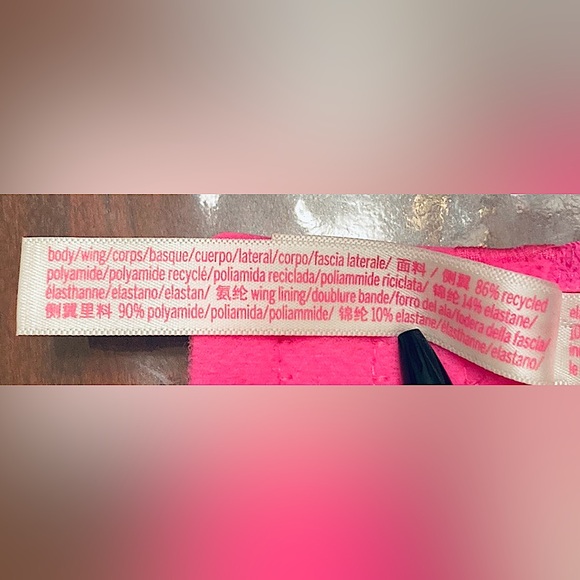 body/wing/corps/basque/cuerpo/lateral/corpo/fascia laterale/ 面料 / 侧翼 86% recycled
polyamide/polyamide recyclé/poliamida reciclada/poliammide riciclata/ 锦纶 14% elastane/
élasthanne/elastano/elastan/ 氨纶 wing lining/doublure bande/forro del ala/fodera della fascia/
侧翼里料 90% polyamide/poliamida/poliammide/ 锦纶 10% elastane/élasthanne/elastano/